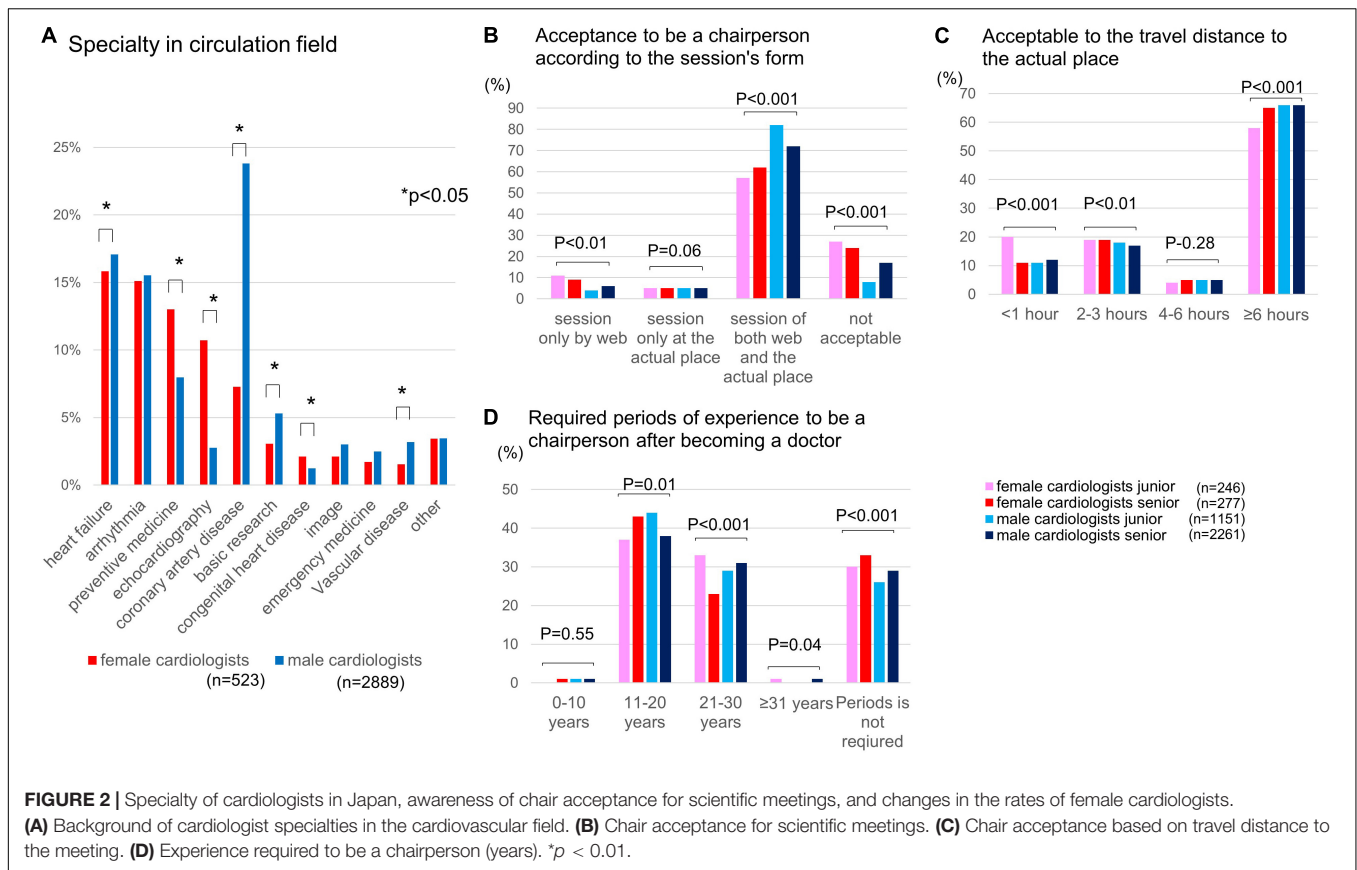 A Specialty in circulation field
25%
20%
15%
10%
5%
0%
*
*
*
*
*
*
*
*
*p<0.05
heart failure
arrhythmia
preventive medicine
echocardiography
coronary artery disease
basic research
congenital heart disease
image
emergency medicine
Vascular disease
other
female cardiologists
(n=523)
male cardiologists
(n=2889)
B Acceptance to be a chairperson
according to the session's form
(%)
90
80
70
60
50
40
30
20
10
0
P<0.01
P=0.06
P<0.001
P<0.001
session
only by web
session
only at the
actual place
session of
both web
and the
actual place
not
acceptable
C Acceptable to the travel distance to
the actual place
(%)
70
60
50
40
30
20
10
0
P<0.001
P<0.01
P-0.28
P<0.001
<1 hour
2-3 hours
4-6 hours
≥6 hours
D Required periods of experience to be a
chairperson after becoming a doctor
(%)
50
40
30
20
10
0
P=0.55
P=0.01
P<0.001
P=0.04
P<0.001
0-10
years
11-20
years
21-30
years
≥31 years
Periods is
not
reqiured
female cardiologists junior (n=246)
female cardiologists senior (n=277)
male cardiologists junior (n=1151)
male cardiologists senior (n=2261)
FIGURE 2 | Specialty of cardiologists in Japan, awareness of chair acceptance for scientific meetings, and changes in the rates of female cardiologists.
(A) Background of cardiologist specialties in the cardiovascular field. (B) Chair acceptance for scientific meetings. (C) Chair acceptance based on travel distance to
the meeting. (D) Experience required to be a chairperson (years). *p < 0.01.